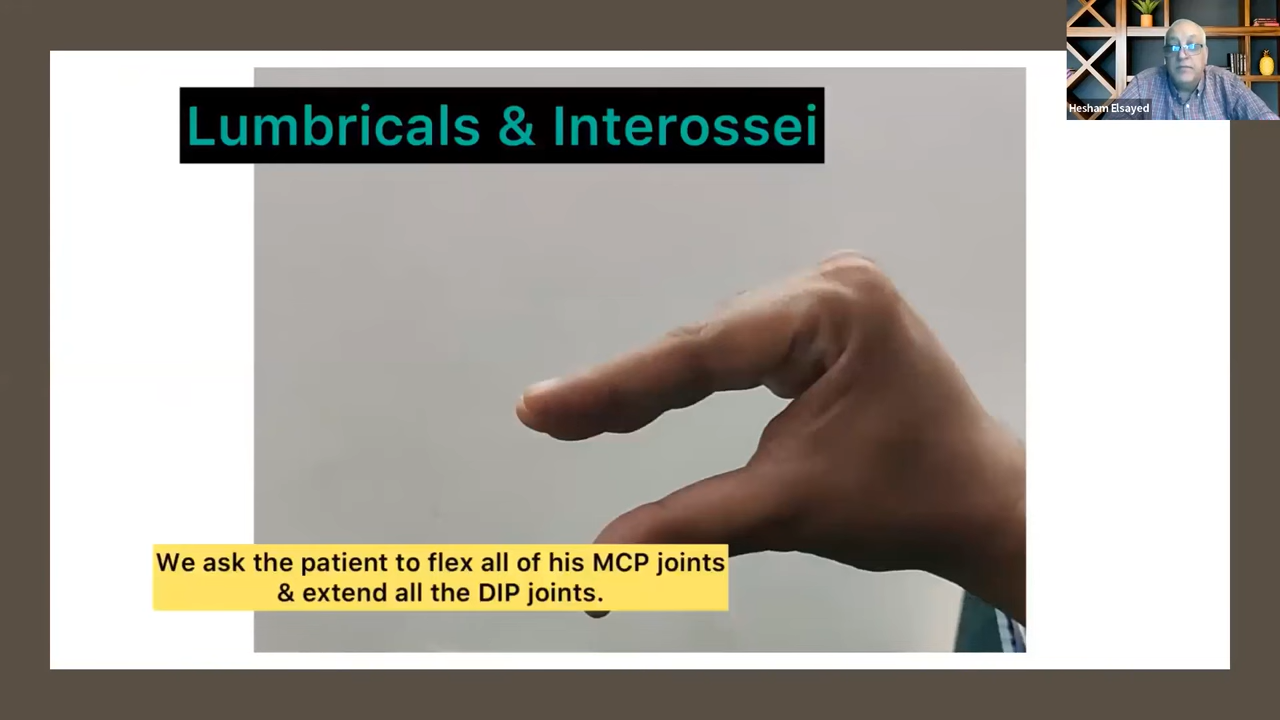 Lumbricals & Interossei
Hesham Elsayed
We ask the patient to flex all of his MCP joints
& extend all the DIP joints.